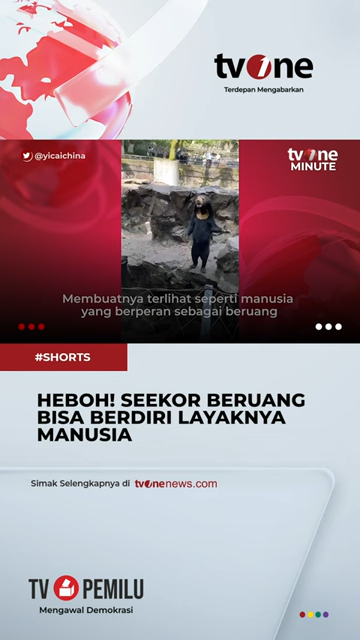 tvOne
Terdepan Mengabarkan
@yicaichina
tvOne
MINUTE
Membuatnya terlihat seperti manusia
yang berperan sebagai beruang
#SHORTS
HEBOH! SEEKOR BERUANG
BISA BERDIRI LAYAKNYA
MANUSIA
Simak Selengkapnya di tvonenews.com
TV PEMILU
Mengawal Demokrasi